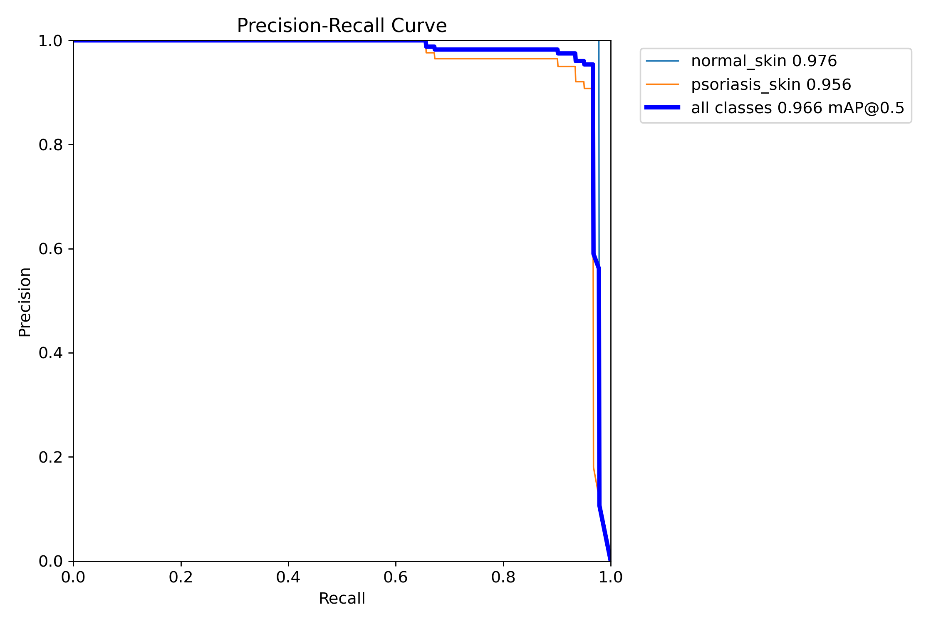 Precision-Recall Curve
1.0
0.8
0.6
0.4
0.2
0.0
Precision
0.0 0.2 0.4 0.6 0.8 1.0
Recall
normal_skin 0.976
psoriasis_skin 0.956
all classes 0.966 mAP@0.5